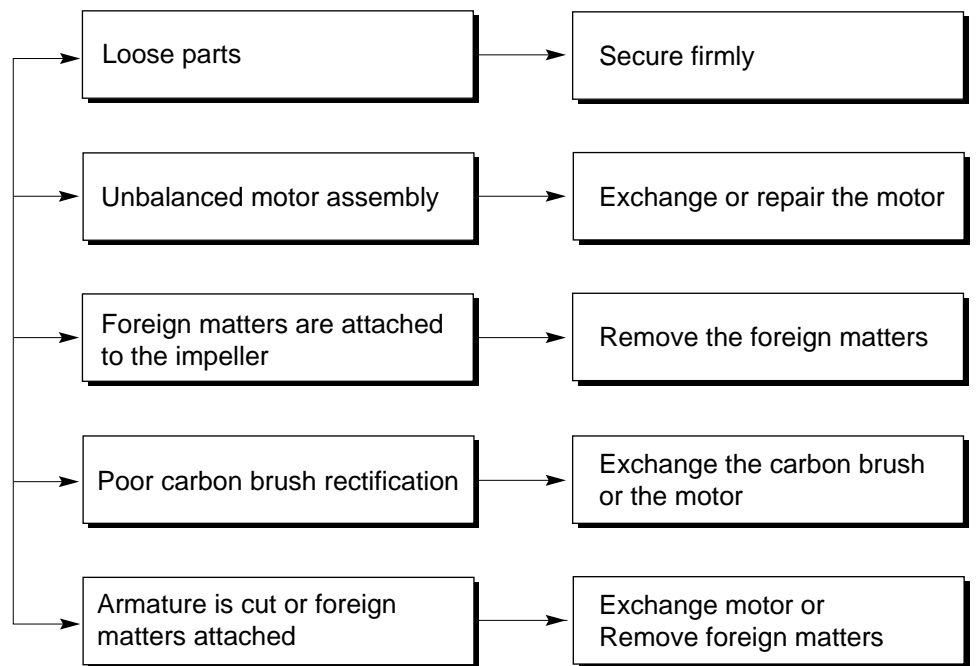 Loose parts
Secure firmly
Unbalanced motor assembly
Exchange or repair the motor
Foreign matters are attached
to the impeller
Remove the foreign matters
Poor carbon brush rectification
Exchange the carbon brush
or the motor
Armature is cut or foreign
matters attached
Exchange motor or
Remove foreign matters